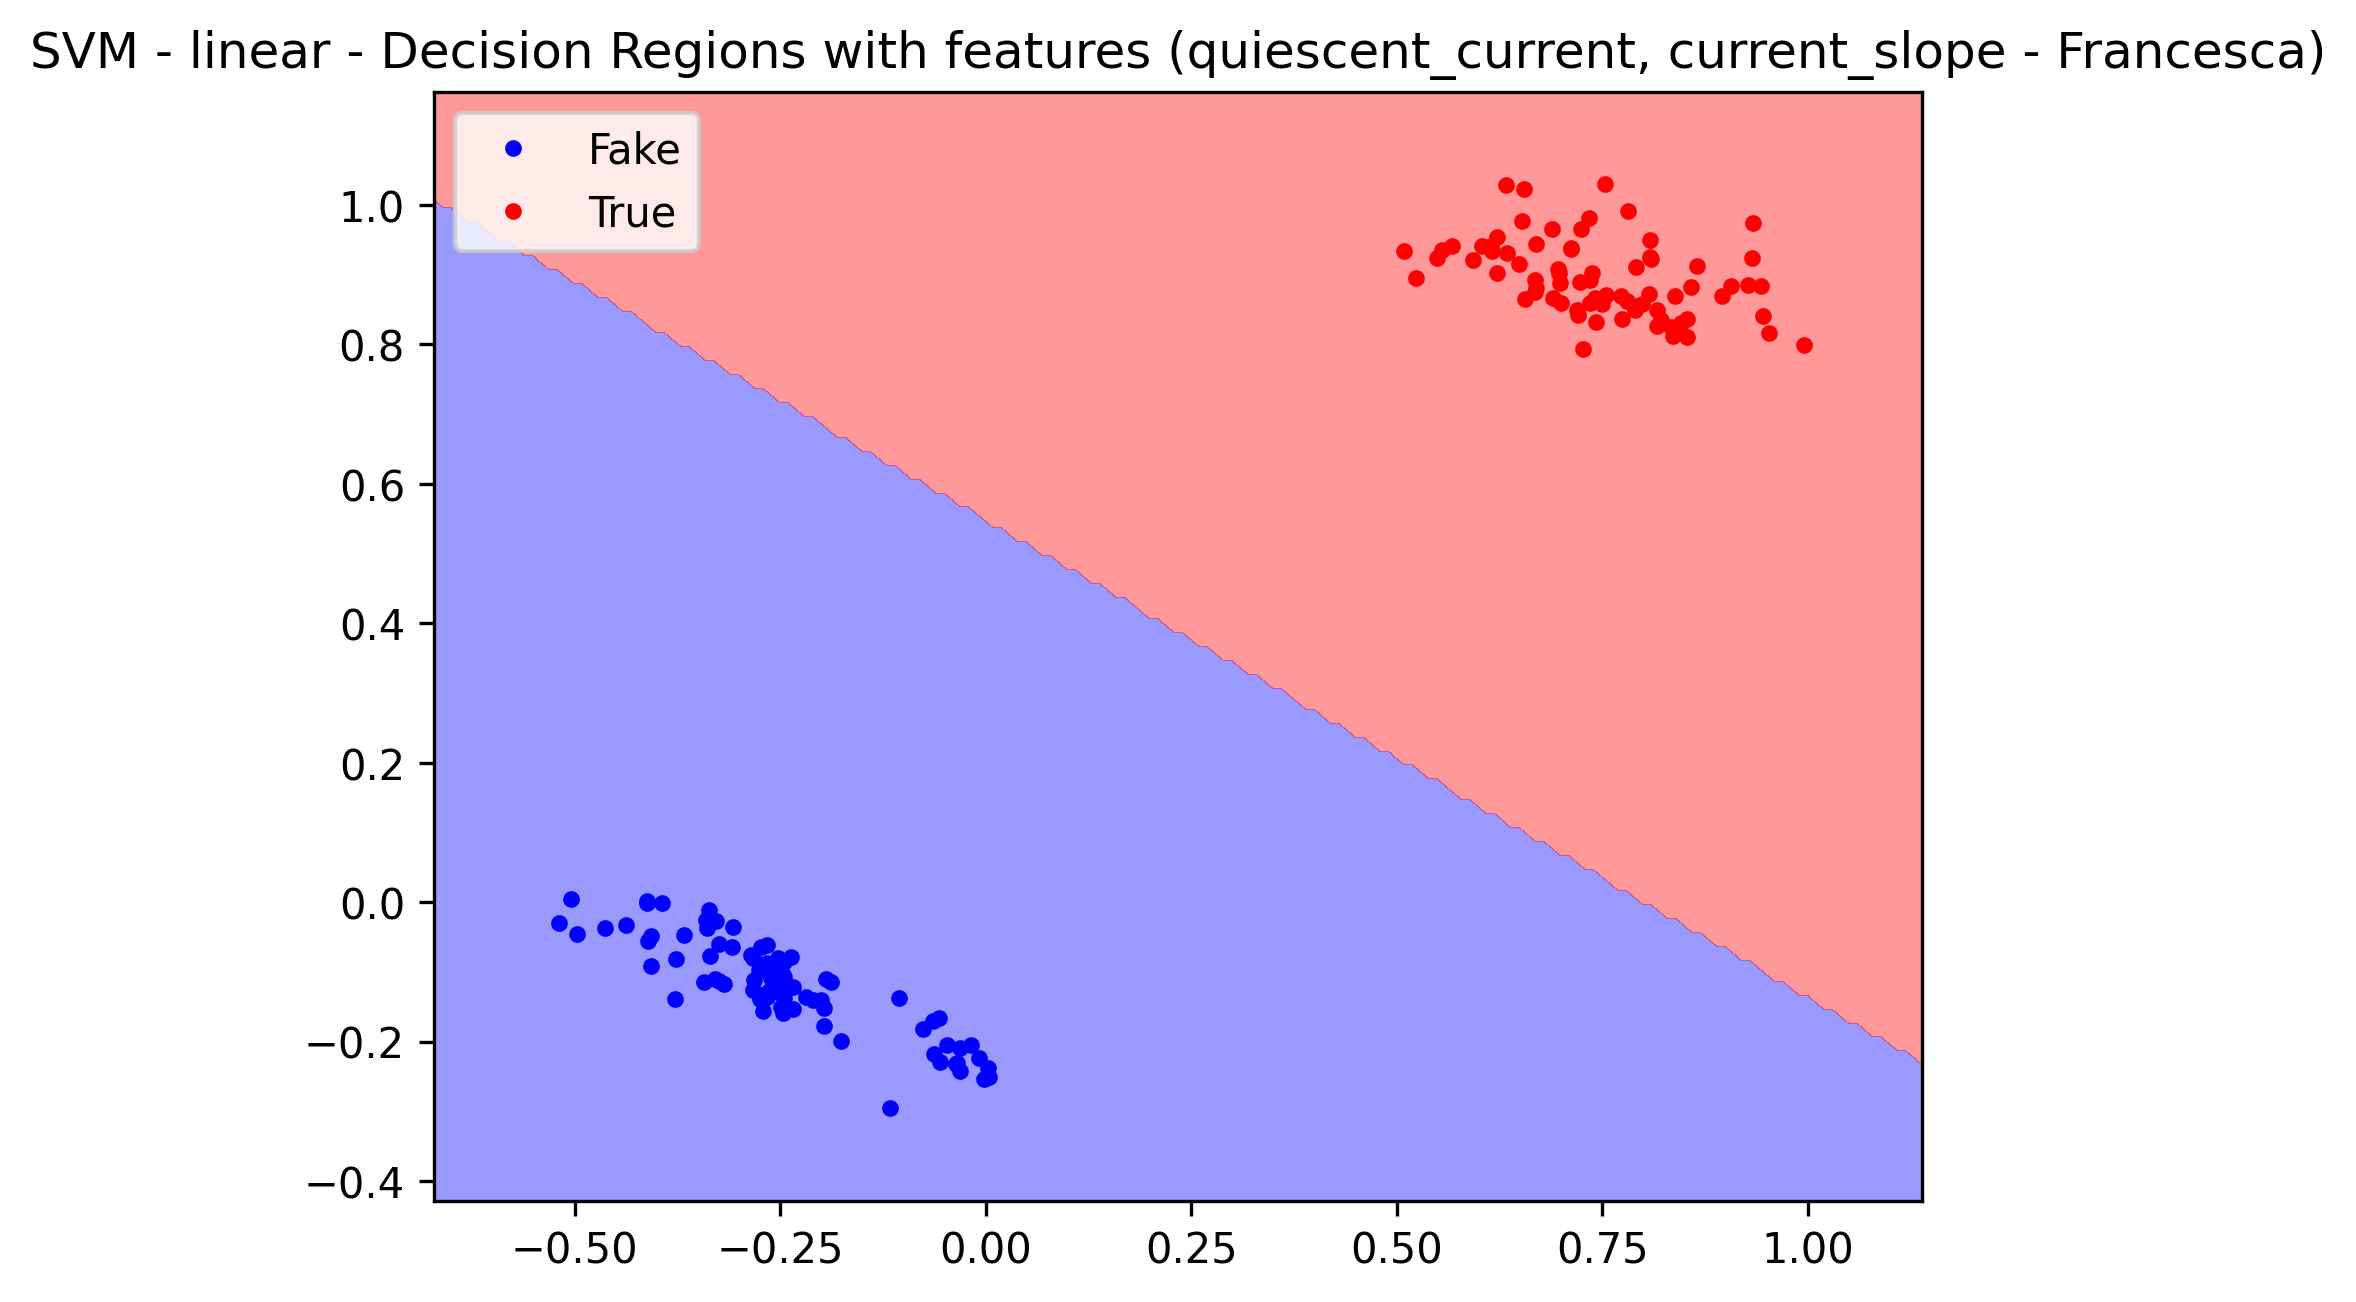 SVM - linear - Decision Regions with features (quiescent_current, current_slope - Francesca)
Fake
True
1.0
0.8
0.6
0.4
0.2
0.0
−0.2
−0.4
−0.50 −0.25 0.00 0.25 0.50 0.75 1.00